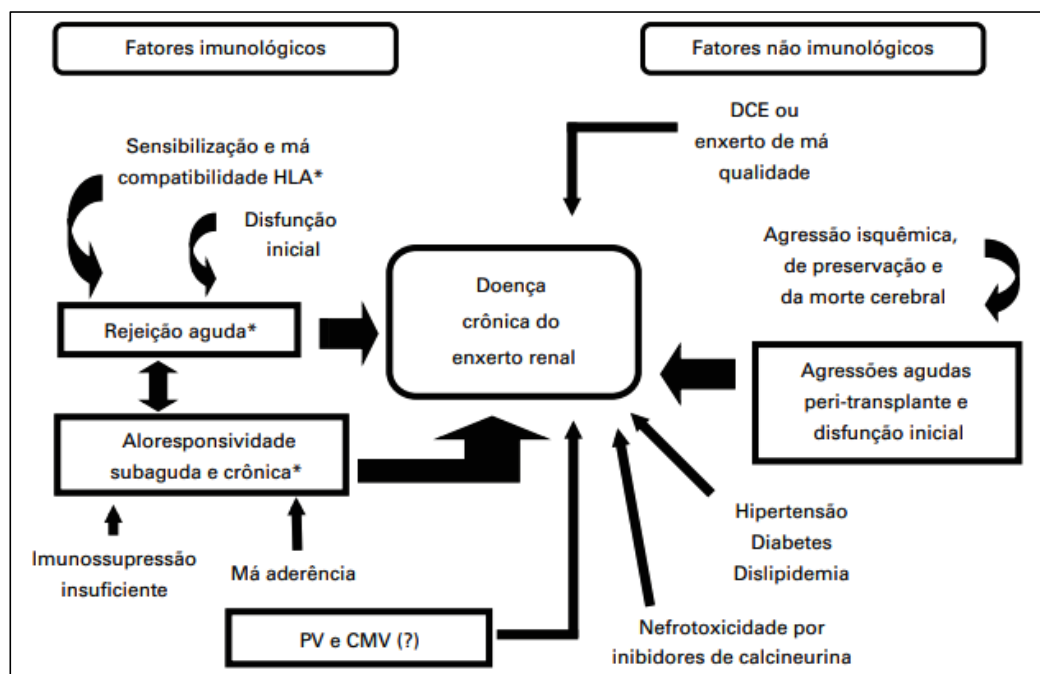 Fatores imunológicos
Fatores não imunológicos
Sensibilização e má
compatibilidade HLA*
Disfunção
inicial
Rejeição aguda*
Aloresponsividade
subaguda e crônica*
Imunossupressão
insuficiente
Má aderência
PV e CMV (?)
Doença
crônica do
enxerto renal
DCE ou
enxerto de má
qualidade
Agressão isquêmica,
de preservação e
da morte cerebral
Agressões agudas
peri-transplante e
disfunção inicial
Hipertensão
Diabetes
Dislipidemia
Nefrotoxicidade por
inibidores de calcineurina